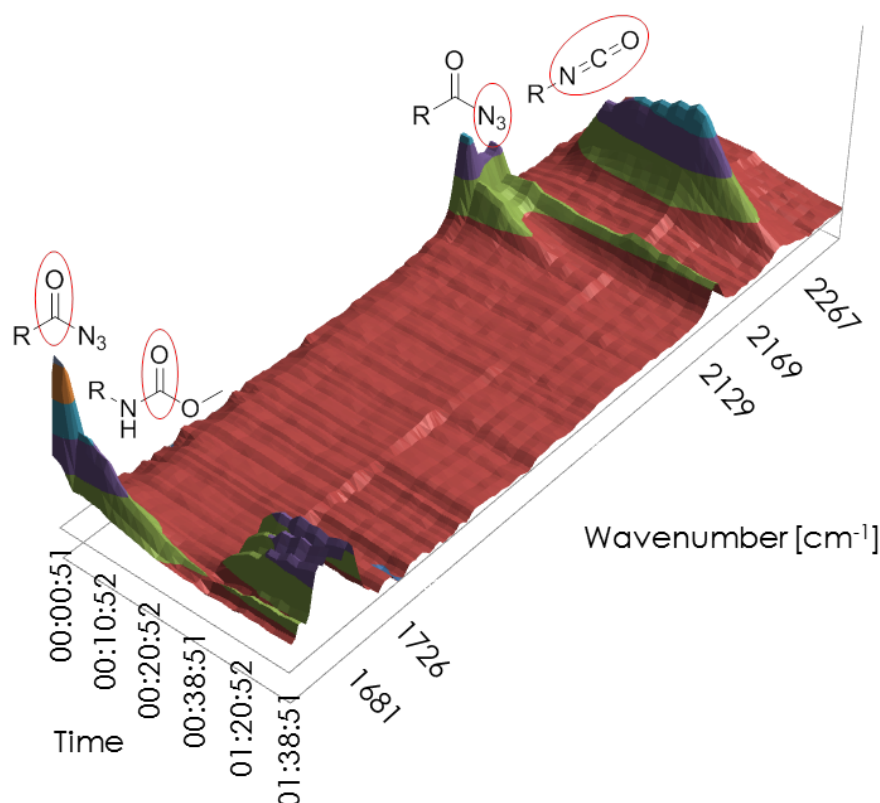 O
R
N₃
R
N
C
O
O
R
N₃
O
R
N
H
O
2267
2169
2129
Wavenumber [cm⁻¹]
1726
1681
00:00:51
00:10:52
00:20:52
00:38:51
01:20:52
01:38:51
Time